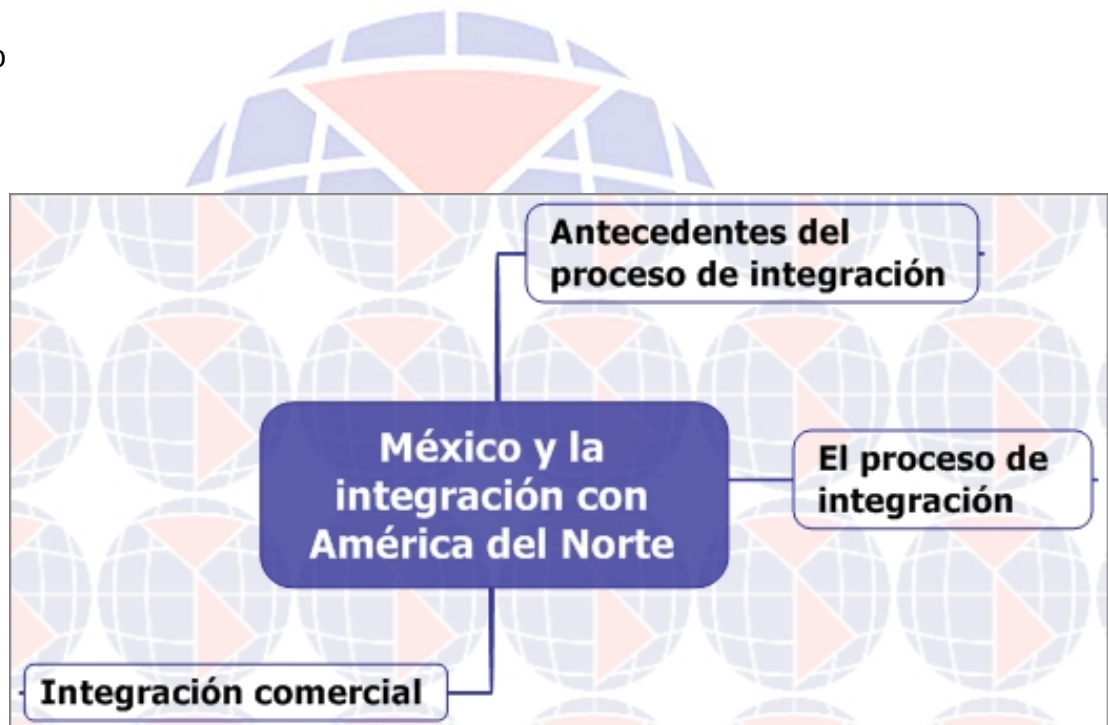 o
Antecedentes del
proceso de integración
México y la
integración con
América del Norte
El proceso de
integración
Integración comercial